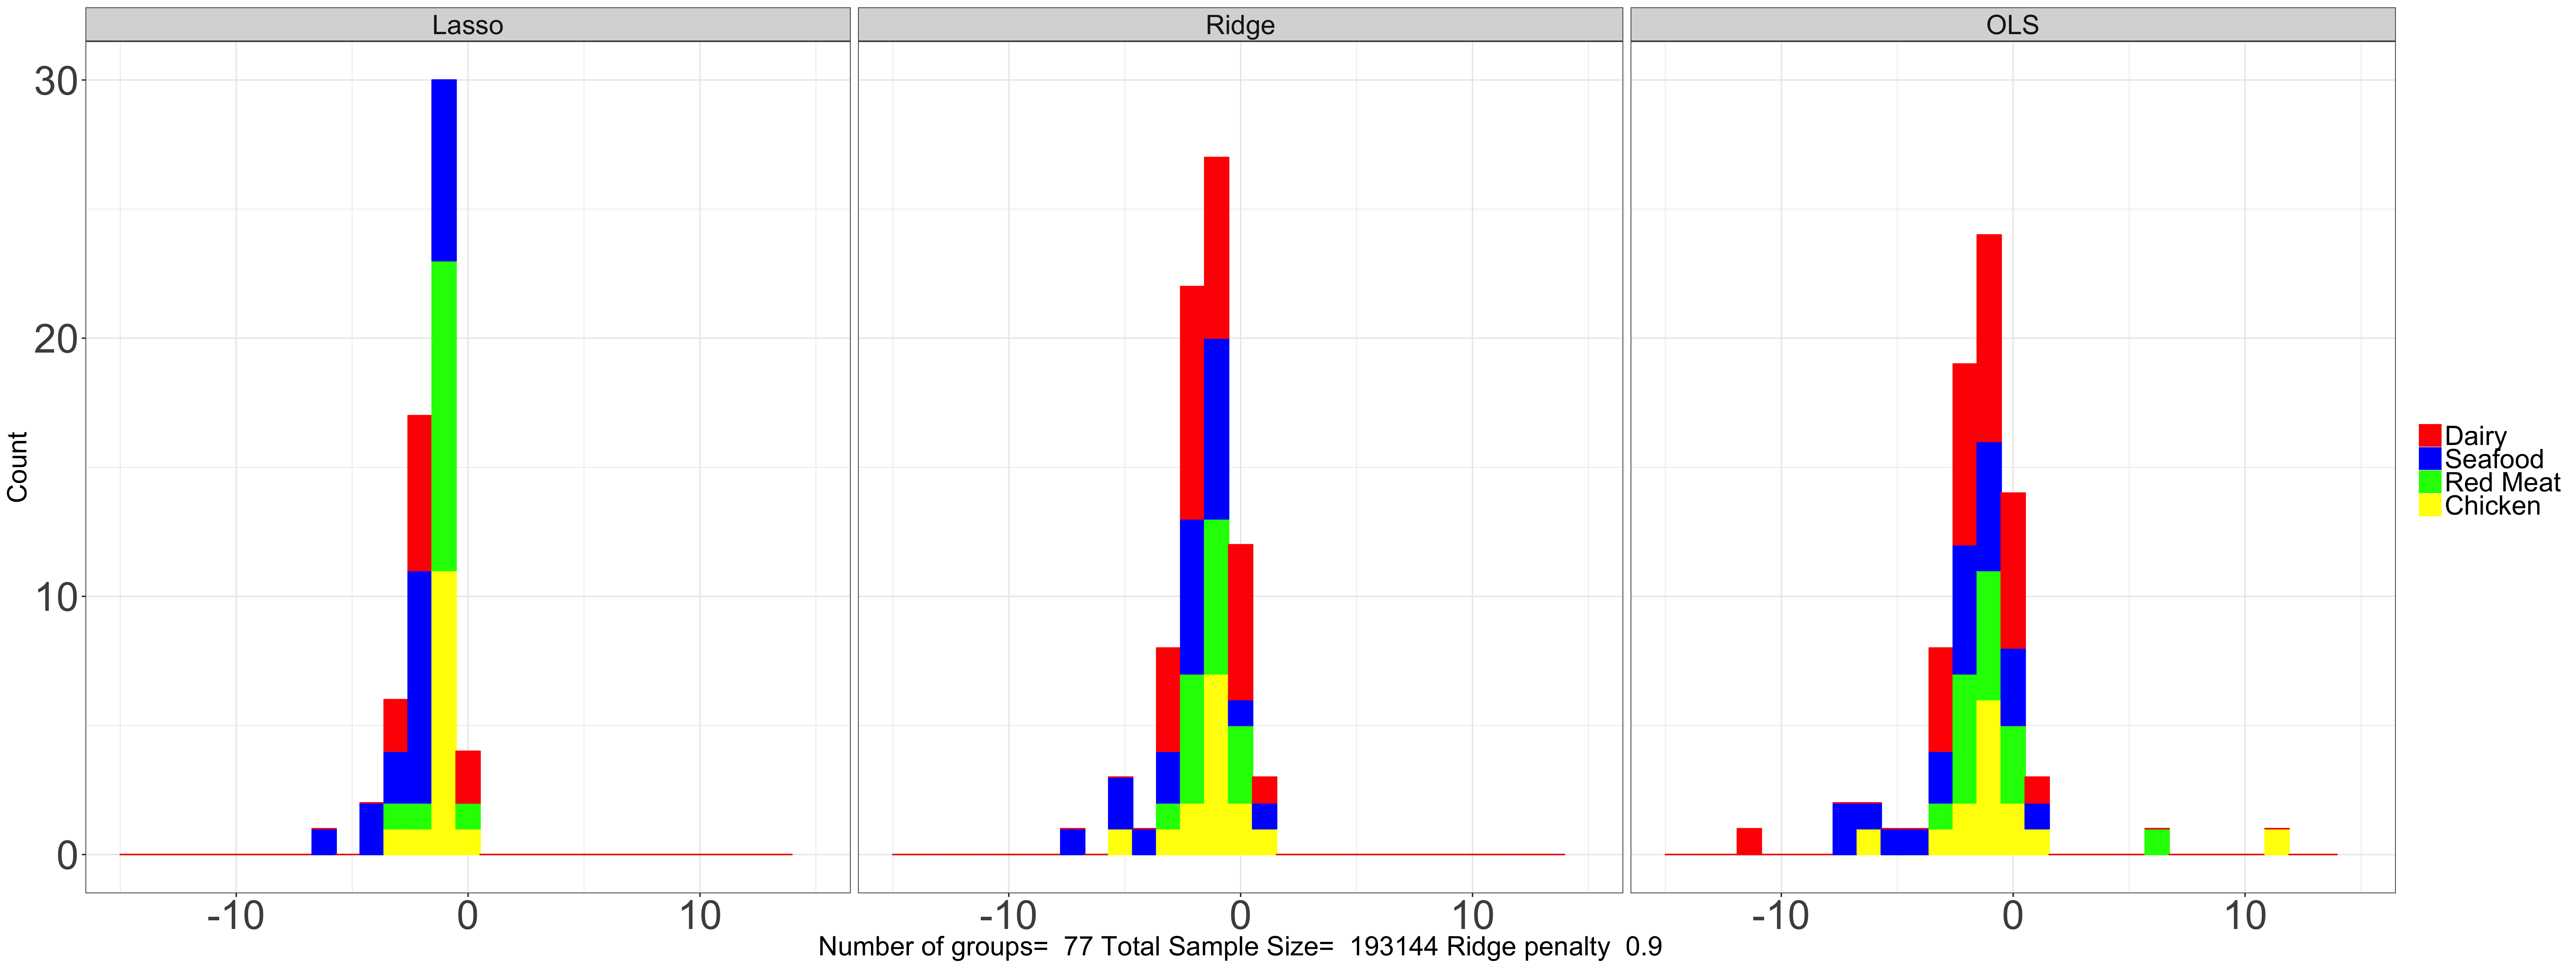 Lasso
Ridge
OLS
30
20
10
0
Count
-10 0 10
-10 0 10
-10 0 10
Number of groups=  77 Total Sample Size=  193144 Ridge penalty  0.9
Dairy
Seafood
Red Meat
Chicken